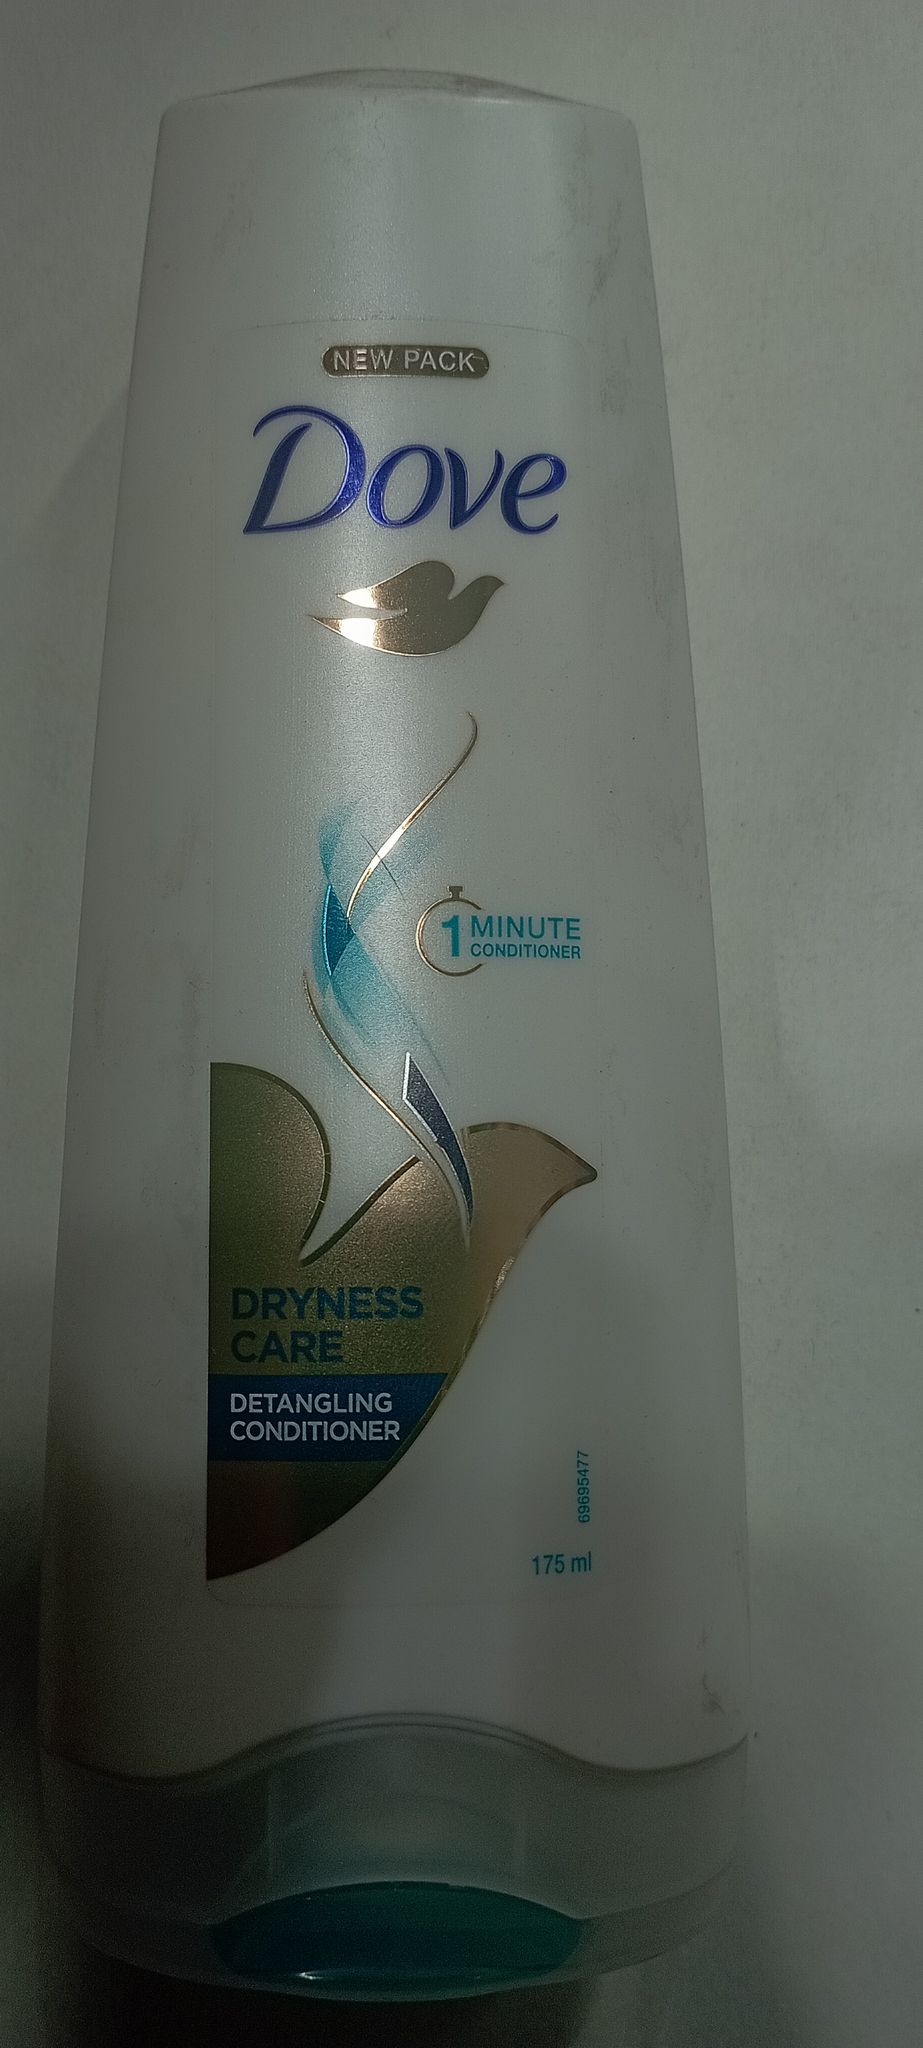 NEW PACK
Dove
1 MINUTE
CONDITIONER
DRYNESS
CARE
DETANGLING
CONDITIONER
69695477
175 ml